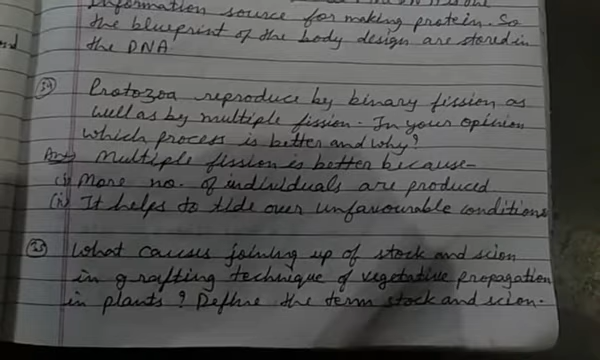 information source for making protein. So
the blueprint of the body design are stored in
the DNA
(24) Protozoa reproduce by binary fission as
well as by multiple fission. In your opinion
which process is better and why?
Ans) Multiple fission is better because-
(i) More no. of individuals are produced
(ii) It helps to tide over unfavourable conditions
(25) What causes joining up of stock and scion
in grafting technique of vegetative propagation
in plants? Define the term stock and scion.